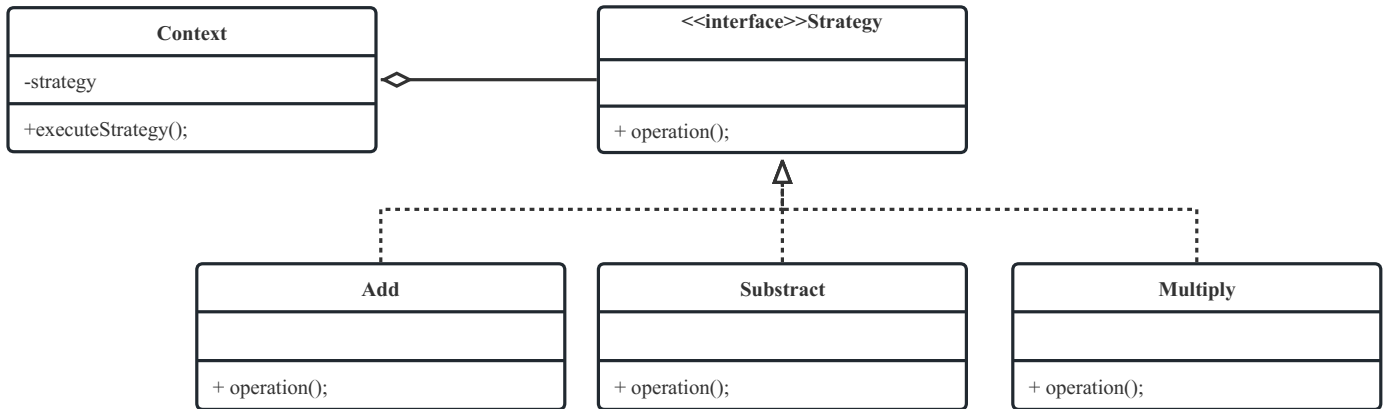 Context
-strategy
+executeStrategy();
<<interface>>Strategy
+ operation();
Add
+ operation();
Substract
+ operation();
Multiply
+ operation();